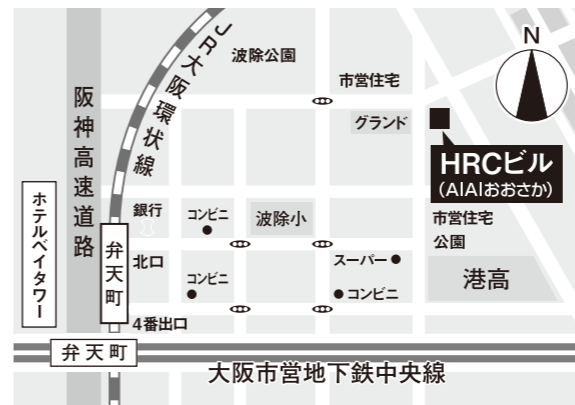 波除公園
JR大阪環状線
N
市営住宅
阪神高速道路
グランド
HRCビル
(AIAIおおさか)
ホテルベイタワー
銀行
コンビニ
波除小
市営住宅
公園
弁天町
北口
スーパー
港高
コンビニ
コンビニ
4番出口
弁天町
大阪市営地下鉄中央線